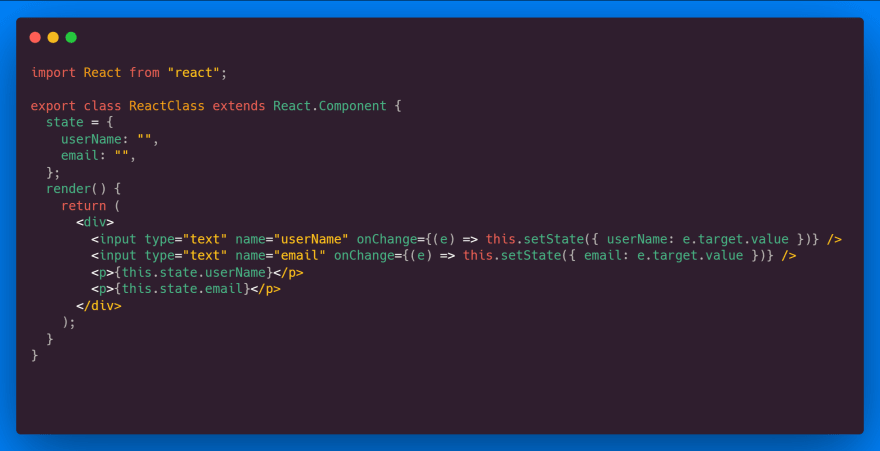 import React from "react";
export class ReactClass extends React.Component {
  state = {
    userName: "",
    email: "",
  };
  render() {
    return (
      <div>
        <input type="text" name="userName" onChange={(e) => this.setState({ userName: e.target.value })} />
        <input type="text" name="email" onChange={(e) => this.setState({ email: e.target.value })} />
        <p>{this.state.userName}</p>
        <p>{this.state.email}</p>
      </div>
    );
  }
}